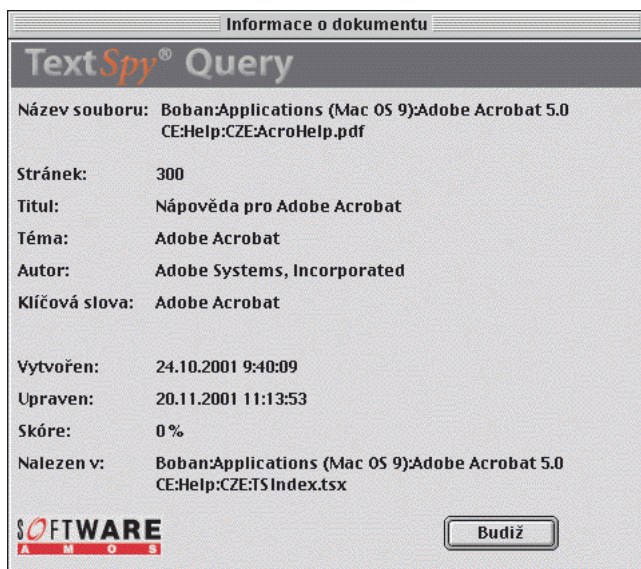 Informace o dokumentu
TextSpy® Query
Název souboru: Boban:Applications (Mac OS 9):Adobe Acrobat 5.0
CE:Help:CZE:AcroHelp.pdf
Stránek: 300
Titul: Nápověda pro Adobe Acrobat
Téma: Adobe Acrobat
Autor: Adobe Systems, Incorporated
Klíčová slova: Adobe Acrobat
Vytvořen: 24.10.2001 9:40:09
Upraven: 20.11.2001 11:13:53
Skóre: 0%
Nalezen v: Boban:Applications (Mac OS 9):Adobe Acrobat 5.0
CE:Help:CZE:TSIndex.tsx
SOFTWARE
AMOS
Budiž